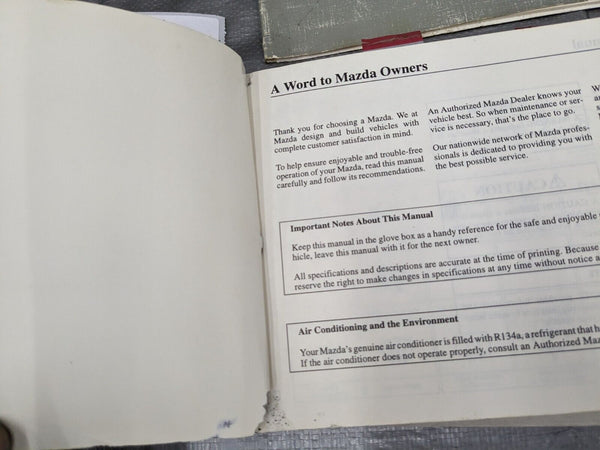 A Word to Mazda Owners
Thank you for choosing a Mazda. We at
Mazda design and build vehicles with
complete customer satisfaction in mind.
To help ensure enjoyable and trouble-free
operation of your Mazda, read this manual
carefully and follow its recommendations.
An Authorized Mazda Dealer knows your
vehicle best. So when maintenance or ser-
vice is necessary, that's the place to go.
Our nationwide network of Mazda profes-
sionals is dedicated to providing you with
the best possible service.
Important Notes About This Manual
Keep this manual in the glove box as a handy reference for the safe and enjoyable
hicle, leave this manual with it for the next owner.
All specifications and descriptions are accurate at the time of printing. Because
reserve the right to make changes in specifications at any time without notice a
Air Conditioning and the Environment
Your Mazda's genuine air conditioner is filled with R134a, a refrigerant that h
If the air conditioner does not operate properly, consult an Authorized Maz